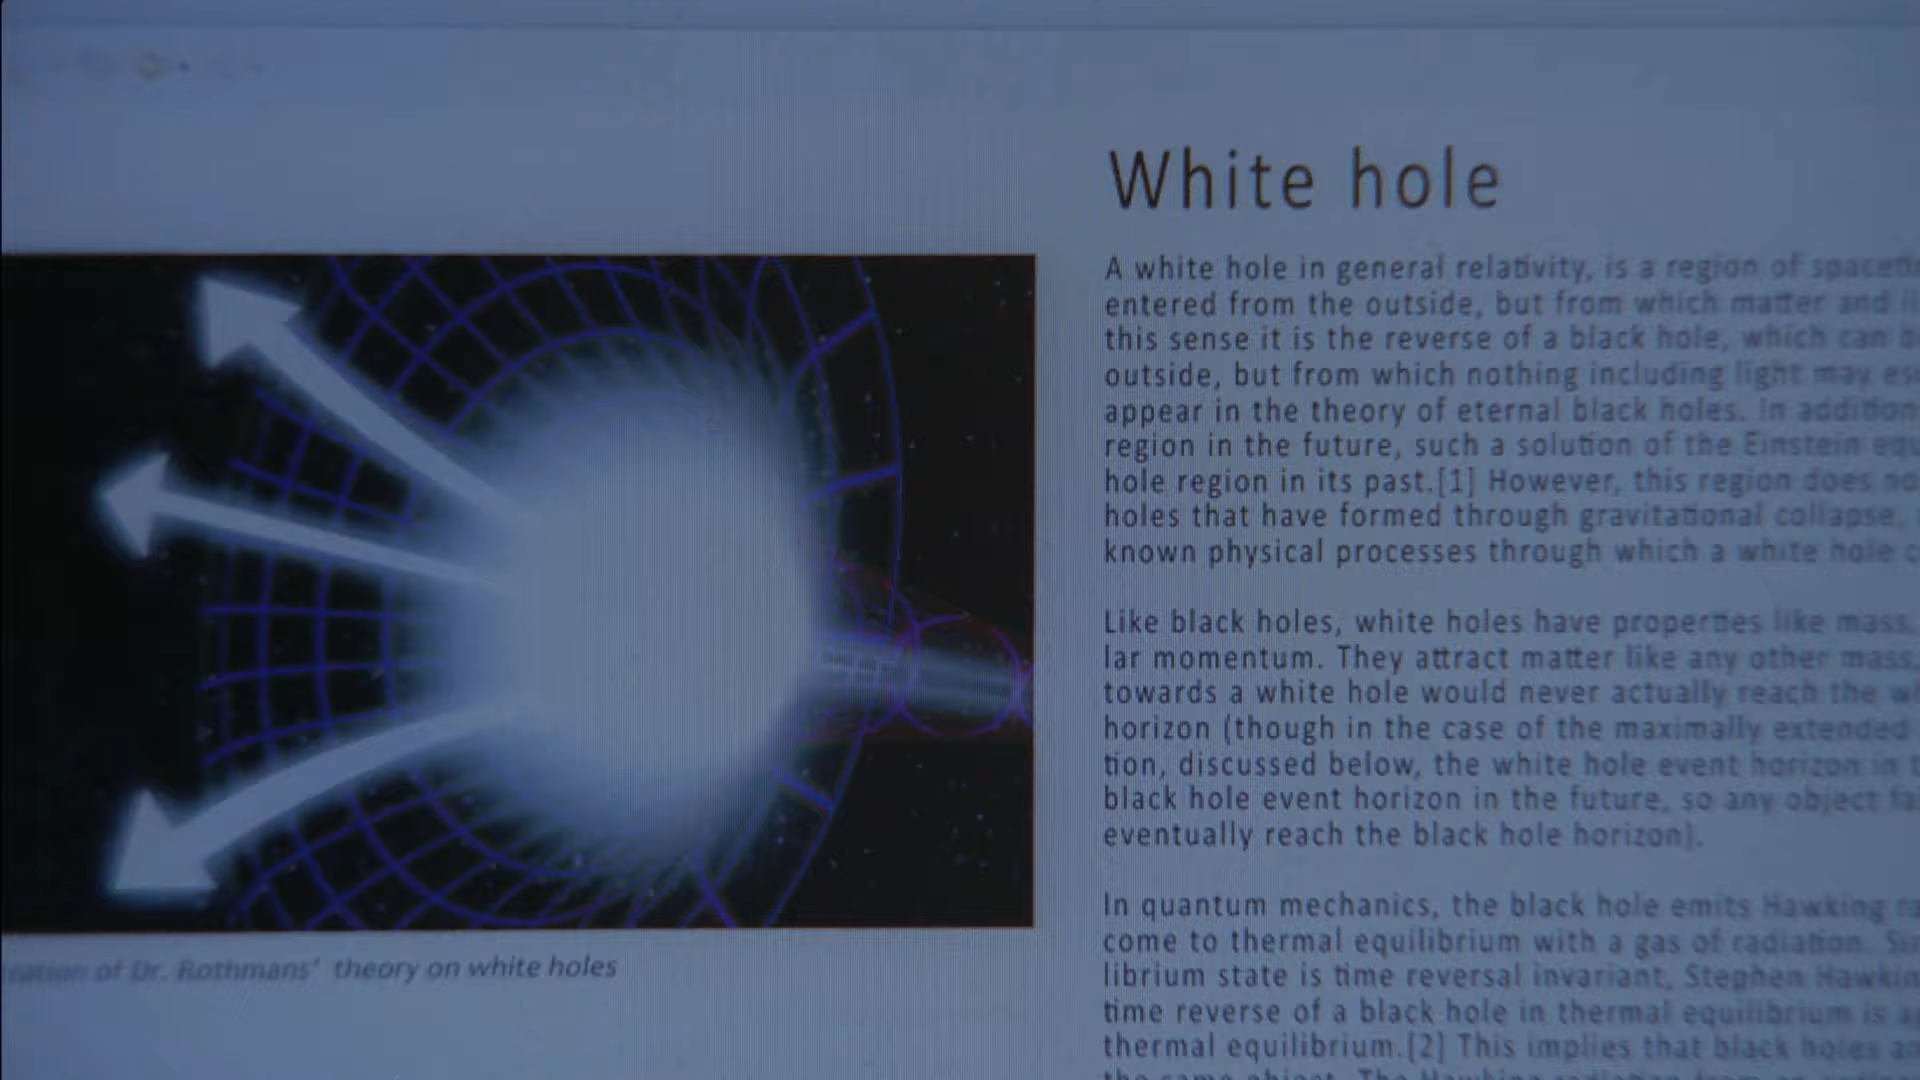 White hole
A white hole in general relativity, is a region of
entered from the outside, but from which matter and
this sense it is the reverse of a black hole, which can
outside, but from which nothing including light may
appear in the theory of eternal black holes. In addition
region in the future, such a solution of the Einstein
hole region in its past.[1] However, this region does
holes that have formed through gravitational collapse,
known physical processes through which a white hole
Like black holes, white holes have properties like mass,
lar momentum. They attract matter like any other mass,
towards a white hole would never actually reach the
horizon (though in the case of the maximally extended
tion, discussed below, the white hole event horizon in
black hole event horizon in the future, so any object
eventually reach the black hole horizon).
In quantum mechanics, the black hole emits Hawking
come to thermal equilibrium with a gas of radiation.
librium state is time reversal invariant, Stephen Hawking
time reverse of a black hole in thermal equilibrium is
thermal equilibrium.[2] This implies that black holes
of Dr. Rothmans' theory on white holes